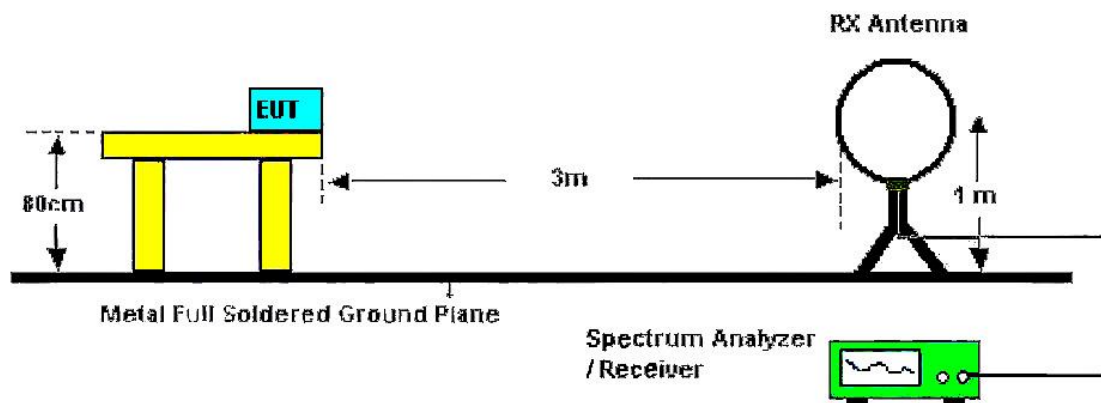 RX Antenna
EUT
3m
80cm
1 m
Metal Full Soldered Ground Plane
Spectrum Analyzer
/ Receiver